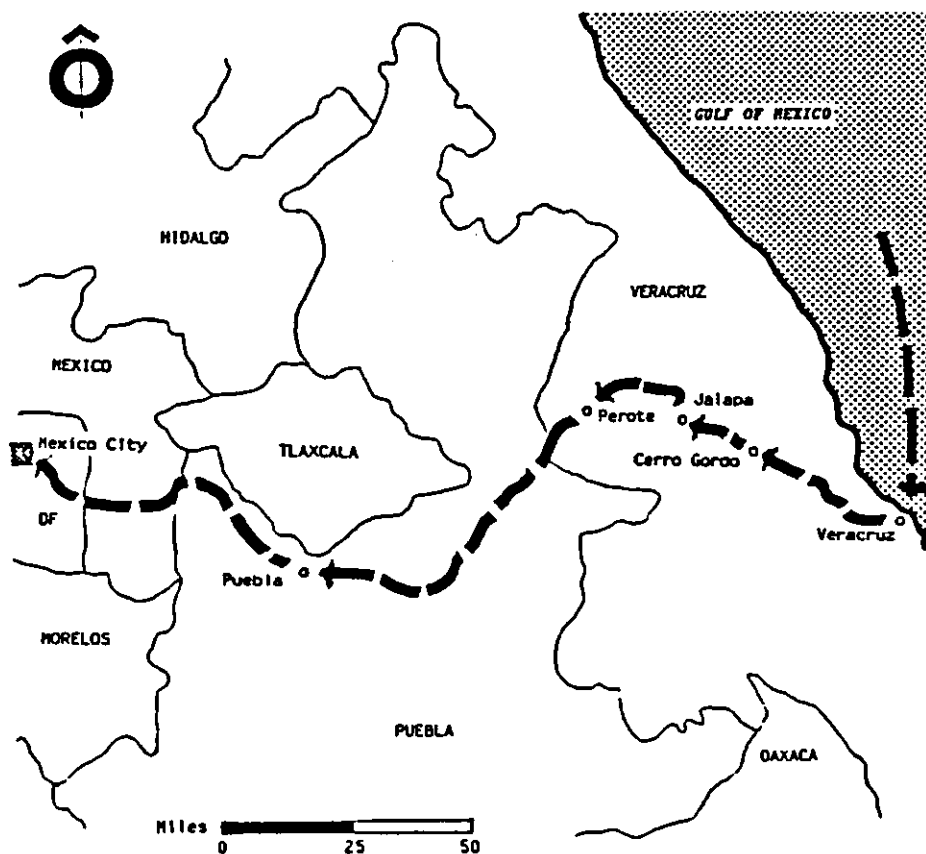 GULF OF MEXICO
HIDALGO
VERACRUZ
MEXICO
Jalapa
Perote
Mexico City
TLAXCALA
Cerro Gordo
DF
Veracruz
Puebla
MORELOS
PUEBLA
OAXACA
Miles
0 25 50